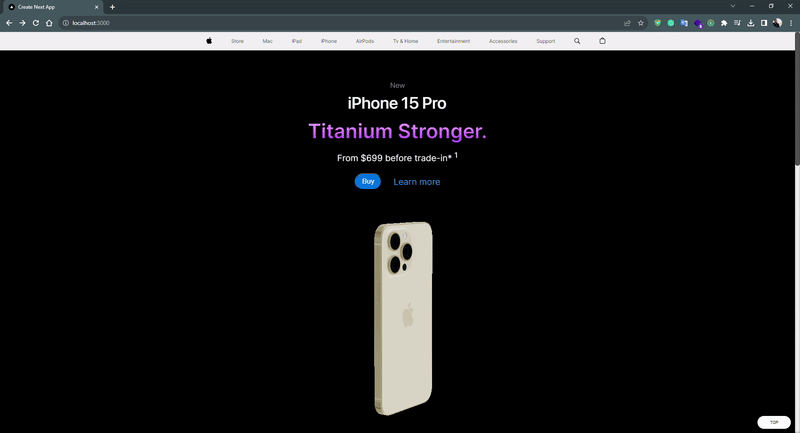 Create Next App
localhost:3000
Store Mac iPad iPhone AirPods Tv & Home Entertainment Accessories Support
New
iPhone 15 Pro
Titanium Stronger.
From $699 before trade-in* 1
Buy Learn more
TOP